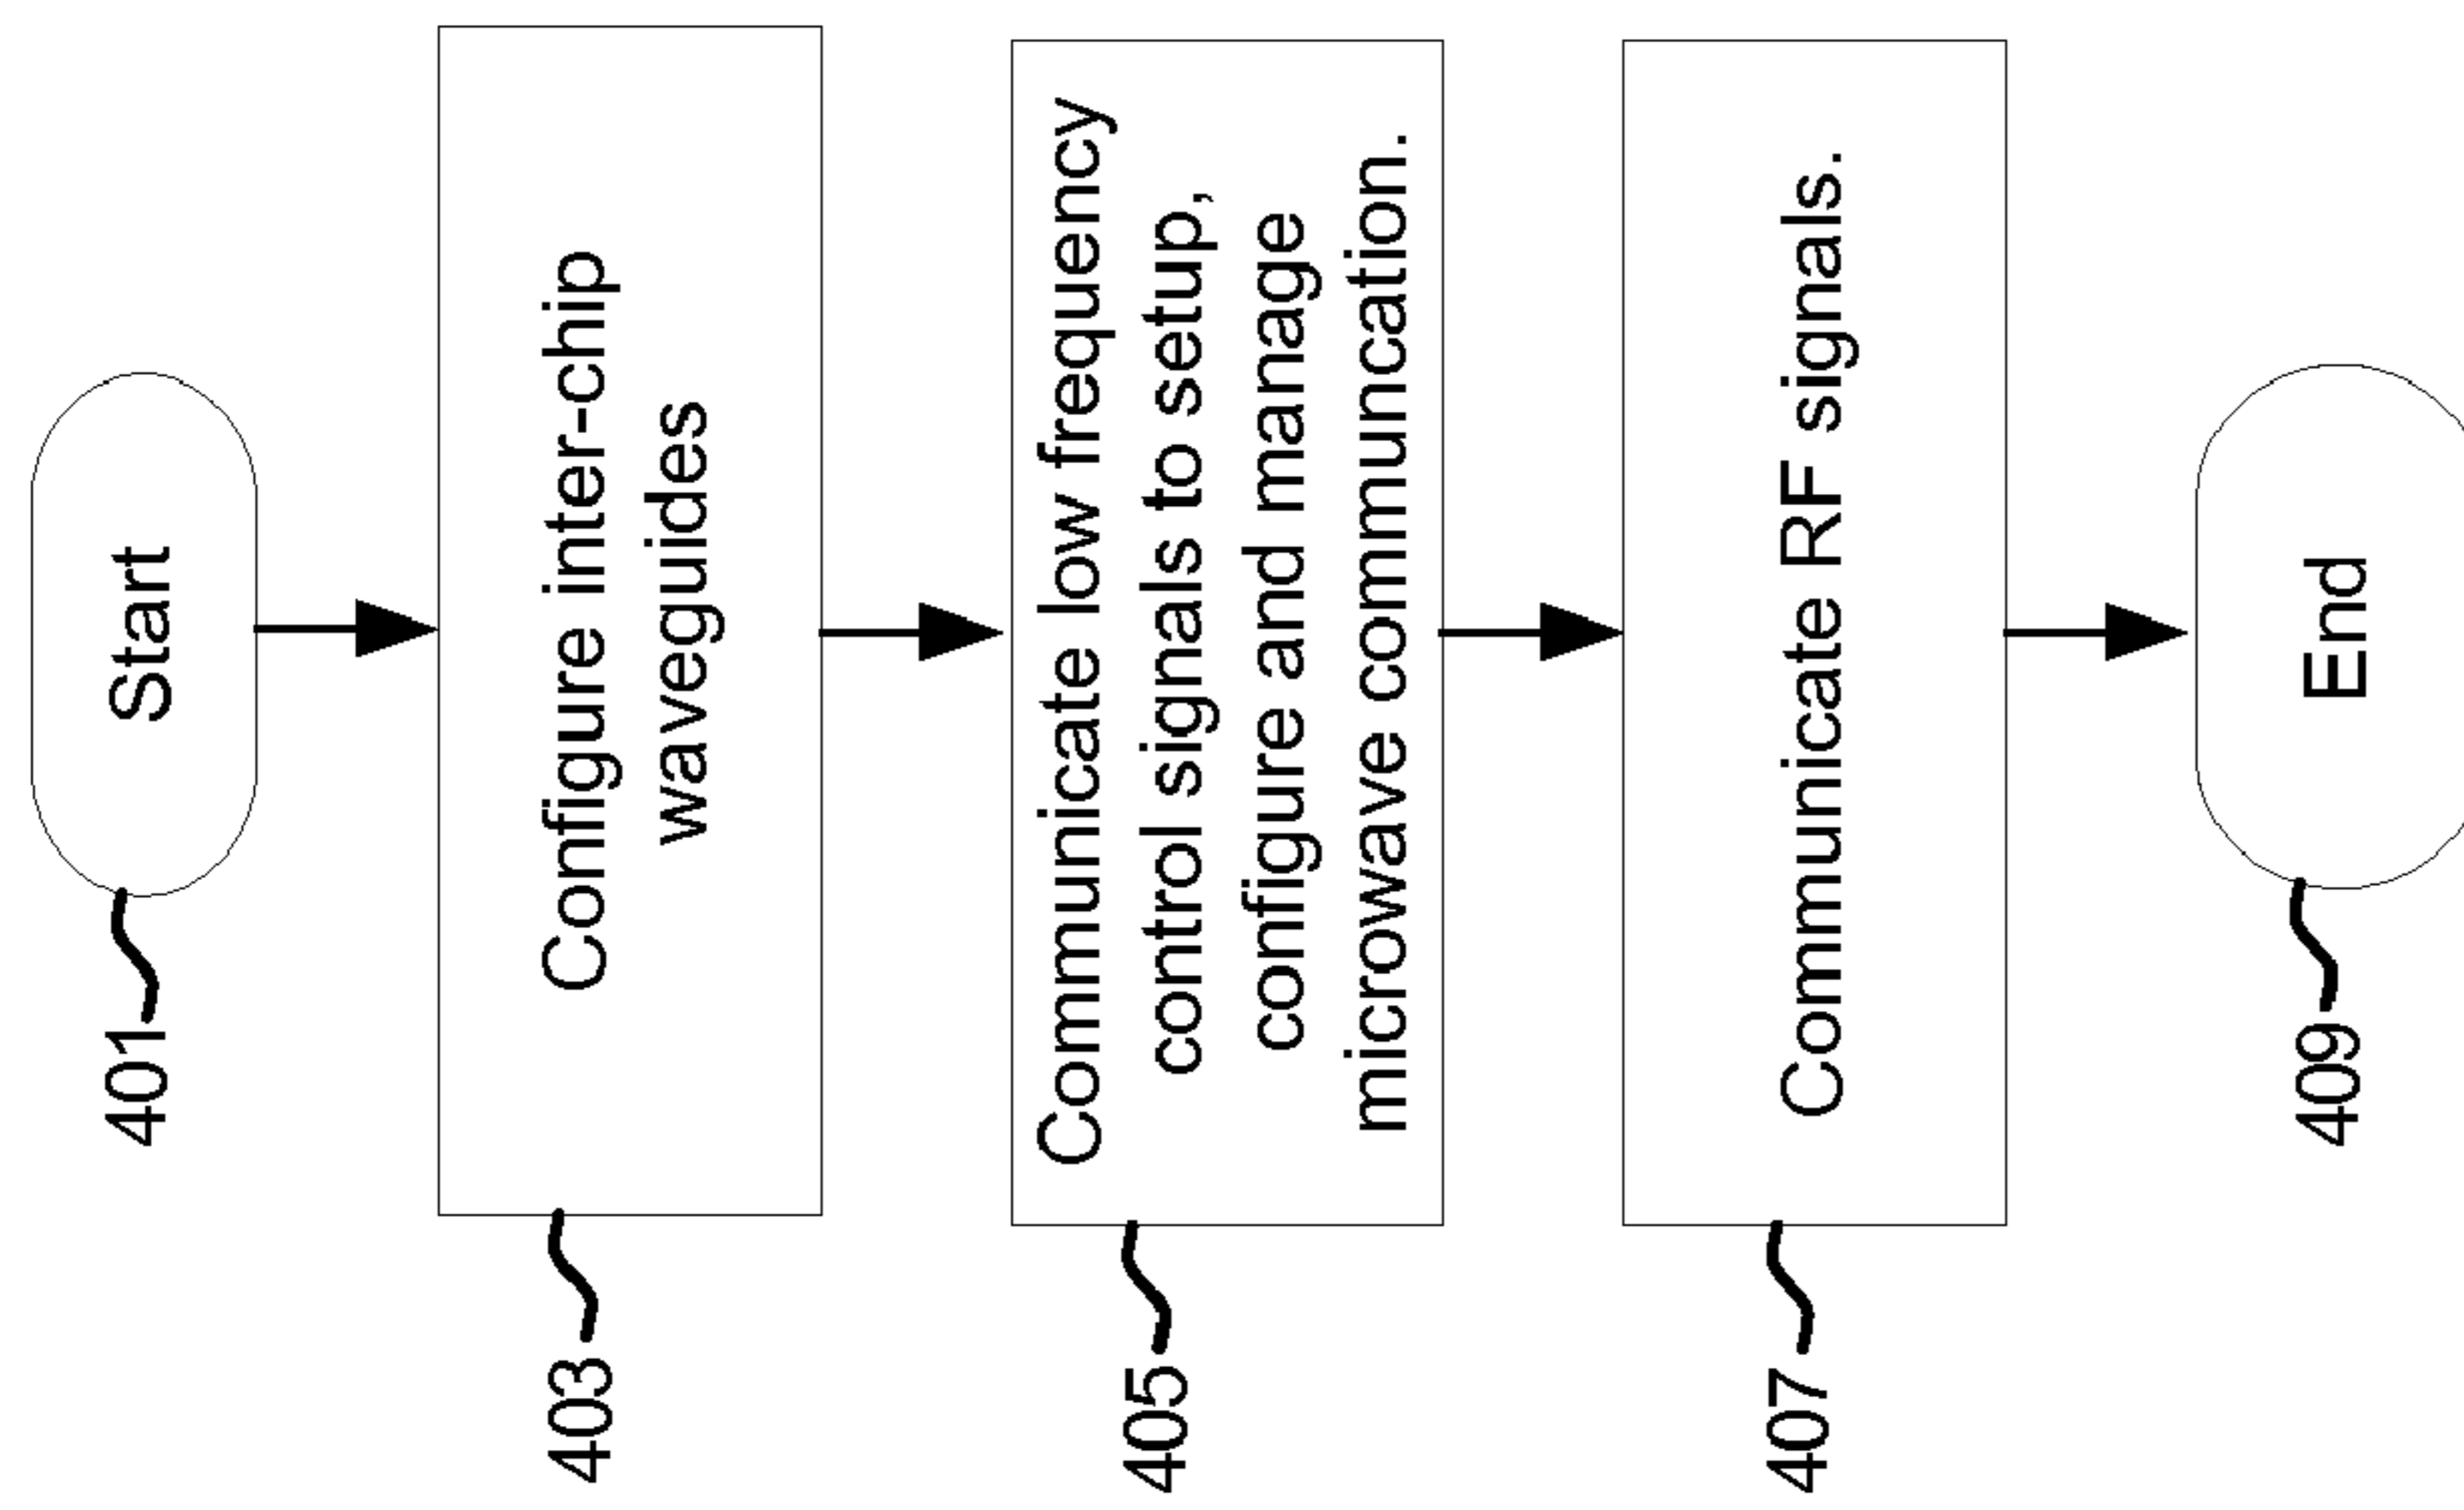 401
Start
403
Configure inter-chip
waveguides
405
Communicate low frequency
control signals to setup,
configure and manage
microwave communcation.
407
Communicate RF signals.
409
End